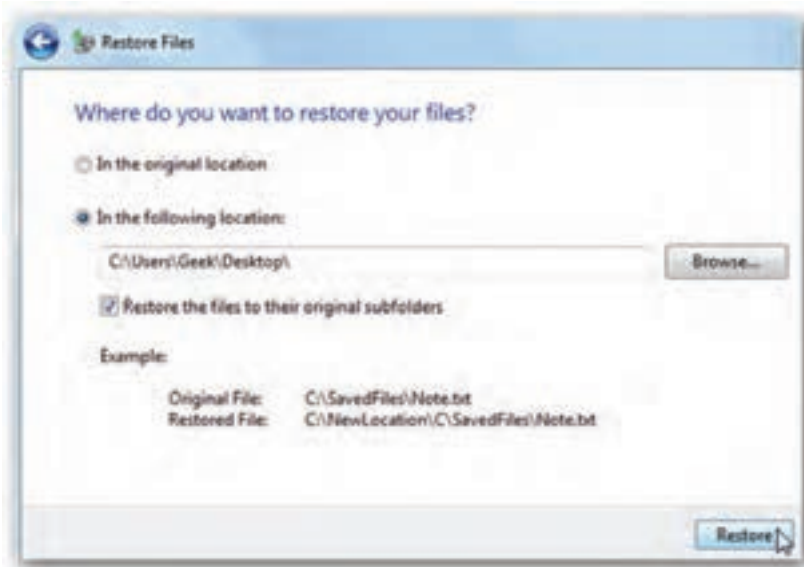 Restore Files
Where do you want to restore your files?
In the original location
In the following location:
C:\Users\Geek\Desktop\
Browse...
Restore the files to their original subfolders
Example:
Original File: C:\SavedFiles\Note.txt
Restored File: C:\NewLocation\C\SavedFiles\Note.txt
Restore